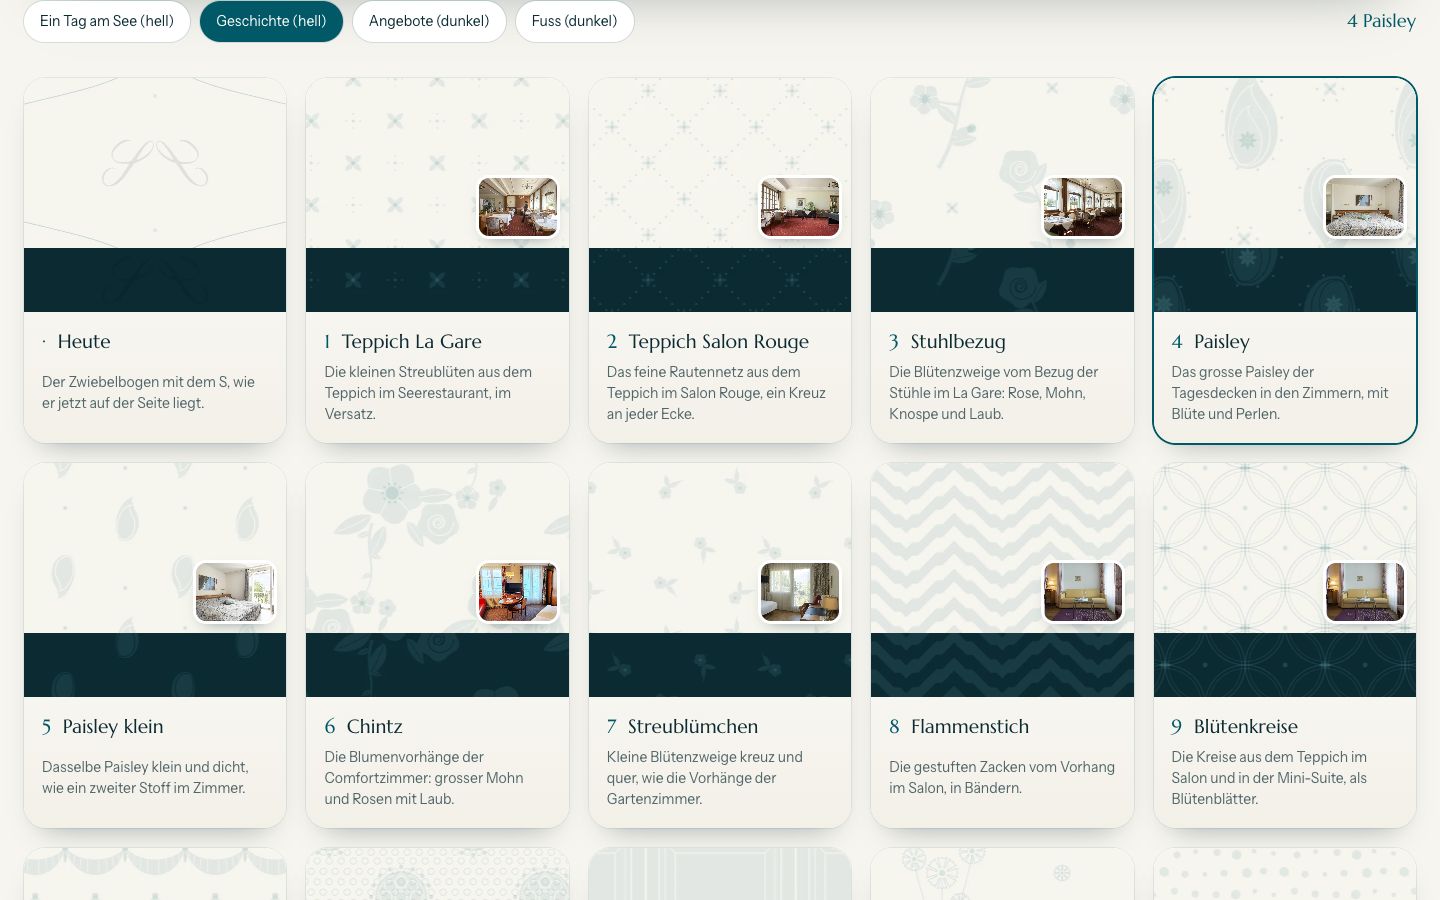 Ein Tag am See (hell)
Geschichte (hell)
Angebote (dunkel)
Fuss (dunkel)
4 Paisley
· Heute
Der Zwiebelbogen mit dem S, wie
er jetzt auf der Seite liegt.
1 Teppich La Gare
Die kleinen Streublüten aus dem
Teppich im Seerestaurant, im
Versatz.
2 Teppich Salon Rouge
Das feine Rautennetz aus dem
Teppich im Salon Rouge, ein Kreuz
an jeder Ecke.
3 Stuhlbezug
Die Blütenzweige vom Bezug der
Stühle im La Gare: Rose, Mohn,
Knospe und Laub.
4 Paisley
Das grosse Paisley der
Tagesdecken in den Zimmern, mit
Blüte und Perlen.
5 Paisley klein
Dasselbe Paisley klein und dicht,
wie ein zweiter Stoff im Zimmer.
6 Chintz
Die Blumenvorhänge der
Comfortzimmer: grosser Mohn
und Rosen mit Laub.
7 Streublümchen
Kleine Blütenzweige kreuz und
quer, wie die Vorhänge der
Gartenzimmer.
8 Flammenstich
Die gestuften Zacken vom Vorhang
im Salon, in Bändern.
9 Blütenkreise
Die Kreise aus dem Teppich im
Salon und in der Mini-Suite, als
Blütenblätter.